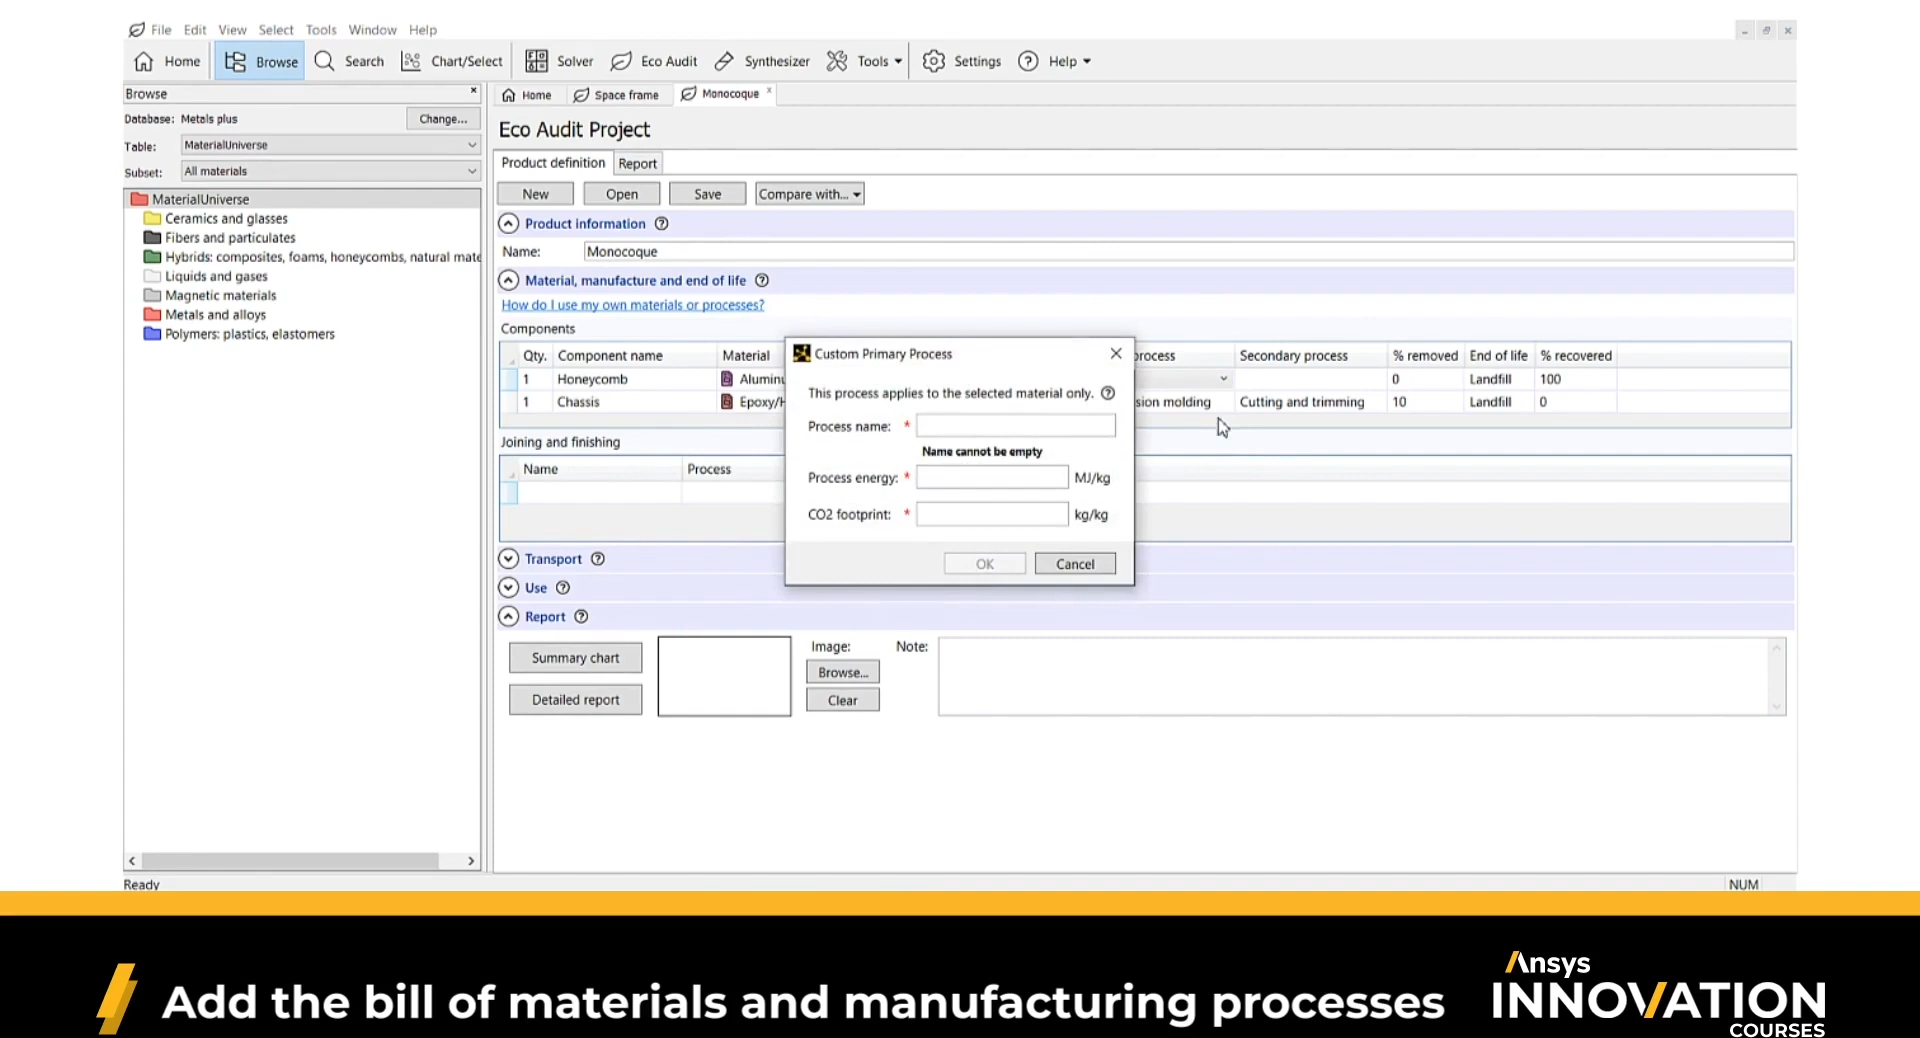 File Edit View Select Tools Window Help
Home Browse Search Chart/Select Solver Eco Audit Synthesizer Tools Settings Help
Browse
Database: Metals plus Change...
Table: MaterialUniverse
Subset: All materials
MaterialUniverse
Ceramics and glasses
Fibers and particulates
Hybrids: composites, foams, honeycombs, natural mate
Liquids and gases
Magnetic materials
Metals and alloys
Polymers: plastics, elastomers
Home Space frame Monocoque
Eco Audit Project
Product definition Report
New Open Save Compare with...
Product information
Name: Monocoque
Material, manufacture and end of life
How do I use my own materials or processes?
Components
Qty. Component name Material process Secondary process % removed End of life % recovered
1 Honeycomb Aluminu 0 Landfill 100
1 Chassis Epoxy/H sion molding Cutting and trimming 10 Landfill 0
Joining and finishing
Name Process
Custom Primary Process
This process applies to the selected material only.
Process name: *
Name cannot be empty
Process energy: * MJ/kg
CO2 footprint: * kg/kg
OK Cancel
Transport
Use
Report
Summary chart
Detailed report
Image:
Browse...
Clear
Note:
Ready NUM
Add the bill of materials and manufacturing processes
Ansys
INNOVATION
COURSES